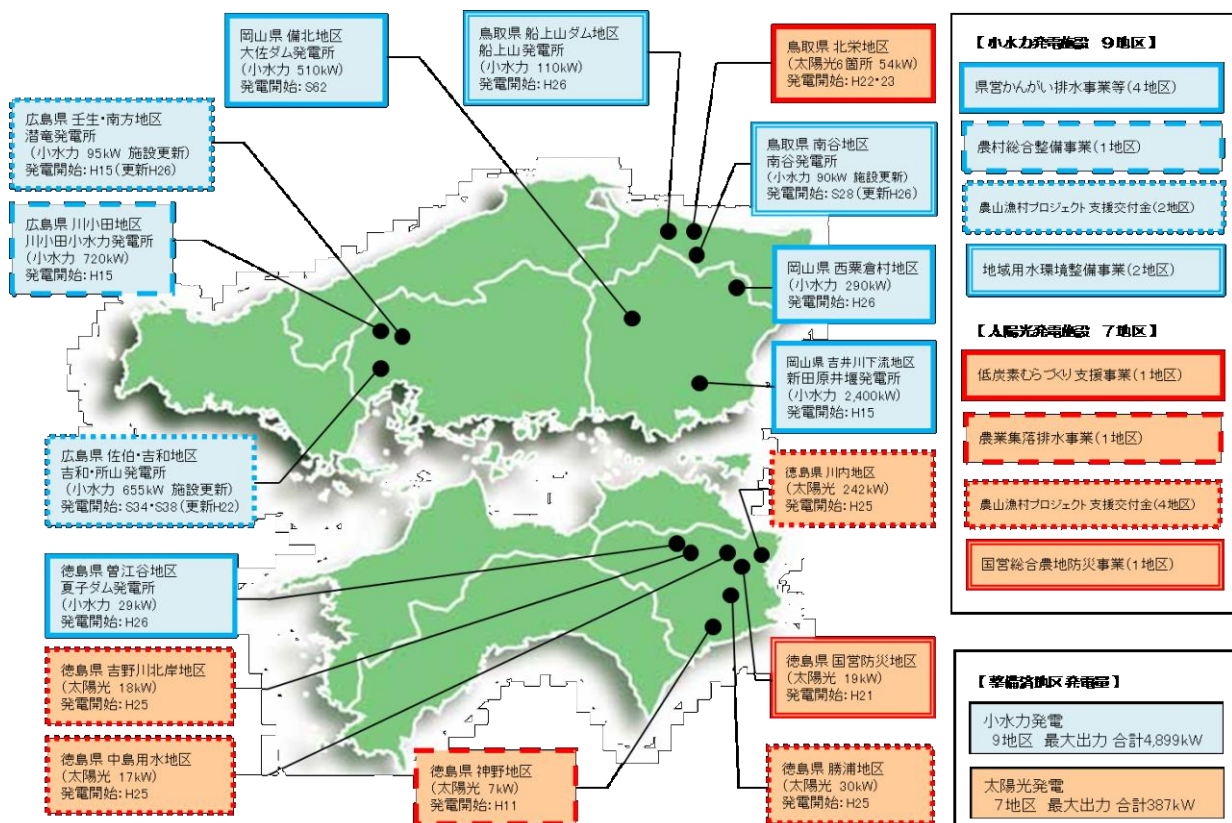 岡山県 備北地区
大佐ダム発電所
(小水力 510kW)
発電開始:S62
鳥取県 船上山ダム地区
船上山発電所
(小水力 110kW)
発電開始:H26
鳥取県 北栄地区
(太陽光6箇所 54kW)
発電開始:H22・23
広島県 壬生・南方地区
潜竜発電所
(小水力 95kW 施設更新)
発電開始:H15(更新H26)
鳥取県 南谷地区
南谷発電所
(小水力 90kW 施設更新)
発電開始:S28(更新H26)
広島県 川小田地区
川小田小水力発電所
(小水力 720kW)
発電開始:H15
岡山県 西粟倉村地区
(小水力 290kW)
発電開始:H26
岡山県 吉井川下流地区
新田原井堰発電所
(小水力 2,400kW)
発電開始:H15
広島県 佐伯・吉和地区
吉和・所山発電所
(小水力 655kW 施設更新)
発電開始:S34・S38(更新H22)
徳島県 川内地区
(太陽光 242kW)
発電開始:H25
徳島県 曽江谷地区
夏子ダム発電所
(小水力 29kW)
発電開始:H26
徳島県 吉野川北岸地区
(太陽光 18kW)
発電開始:H25
徳島県 国営防災地区
(太陽光 19kW)
発電開始:H21
徳島県 中島用水地区
(太陽光 17kW)
発電開始:H25
徳島県 神野地区
(太陽光 7kW)
発電開始:H11
徳島県 勝浦地区
(太陽光 30kW)
発電開始:H25
【小水力発電施設 9地区】
県営かんがい排水事業等(4地区)
農村総合整備事業(1地区)
農山漁村プロジェクト支援交付金(2地区)
地域用水環境整備事業(2地区)
【太陽光発電施設 7地区】
低炭素むらづくり支援事業(1地区)
農業集落排水事業(1地区)
農山漁村プロジェクト支援交付金(4地区)
国営総合農地防災事業(1地区)
【整備済地区発電量】
小水力発電
9地区 最大出力 合計4,899kW
太陽光発電
7地区 最大出力 合計387kW